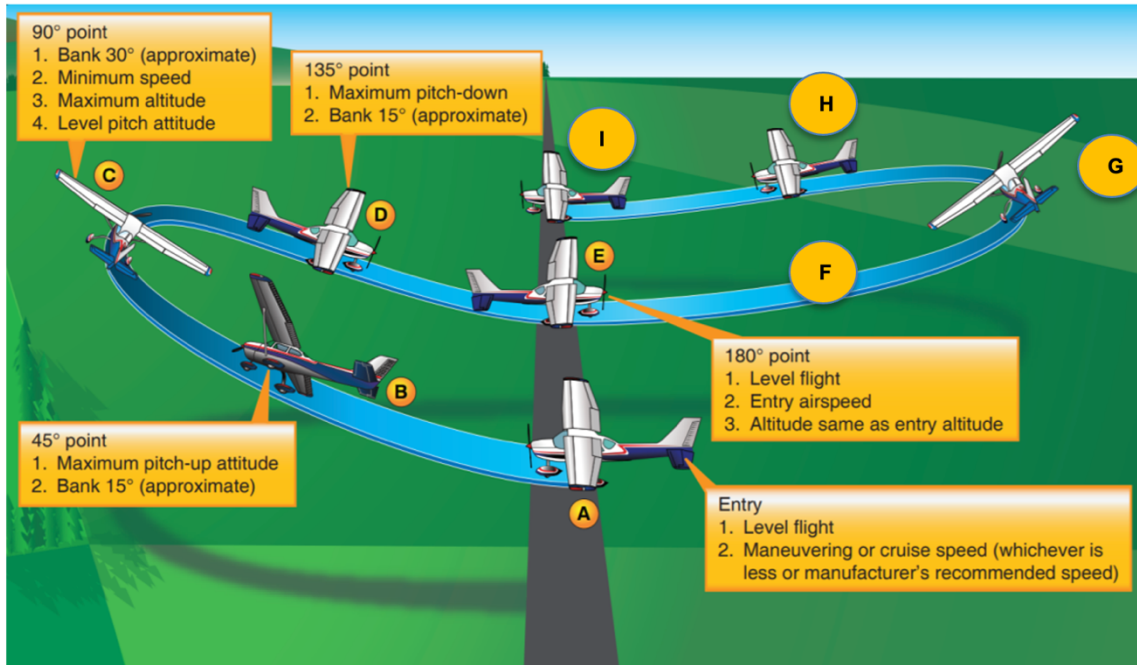 90° point
1. Bank 30° (approximate)
2. Minimum speed
3. Maximum altitude
4. Level pitch attitude
135° point
1. Maximum pitch-down
2. Bank 15° (approximate)
H
I
G
C
D
E
F
180° point
1. Level flight
2. Entry airspeed
3. Altitude same as entry altitude
B
45° point
1. Maximum pitch-up attitude
2. Bank 15° (approximate)
A
Entry
1. Level flight
2. Maneuvering or cruise speed (whichever is
less or manufacturer's recommended speed)